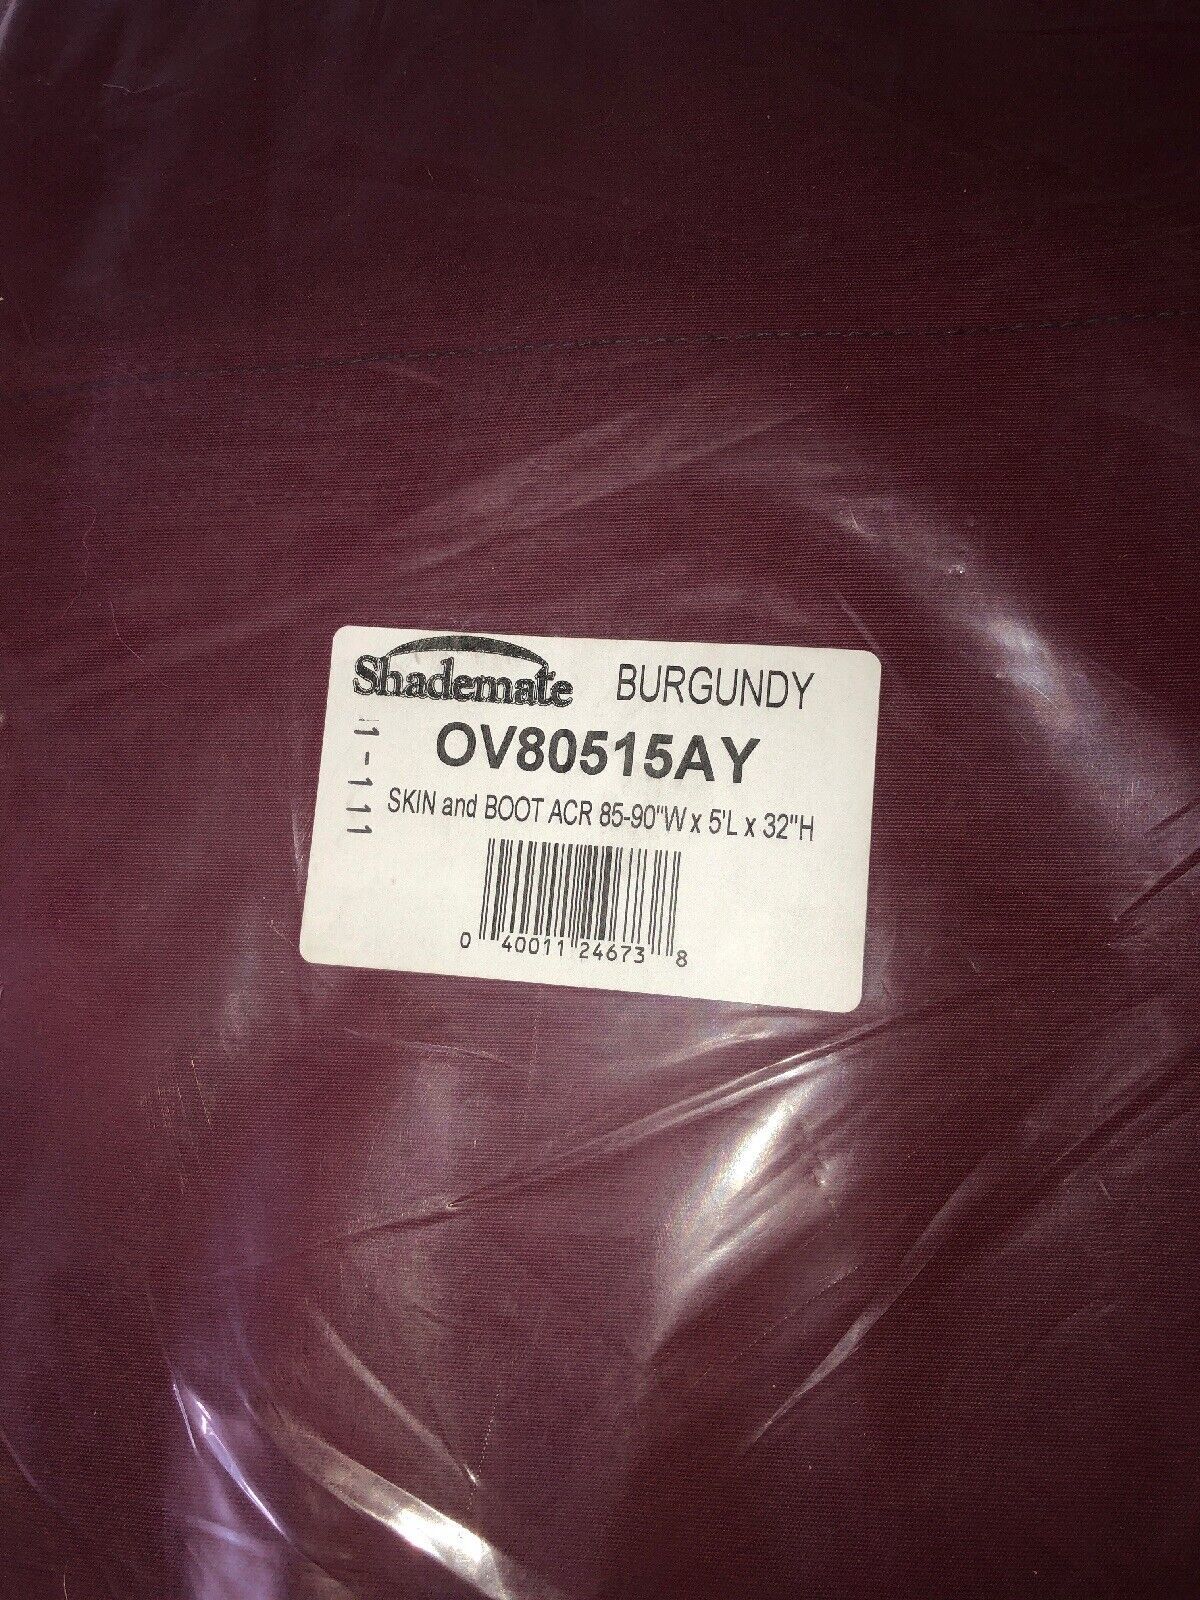 Shademate BURGUNDY
OV80515AY
SKIN and BOOT ACR 85-90"W x 5'L x 32"H
0 40011 24673 8